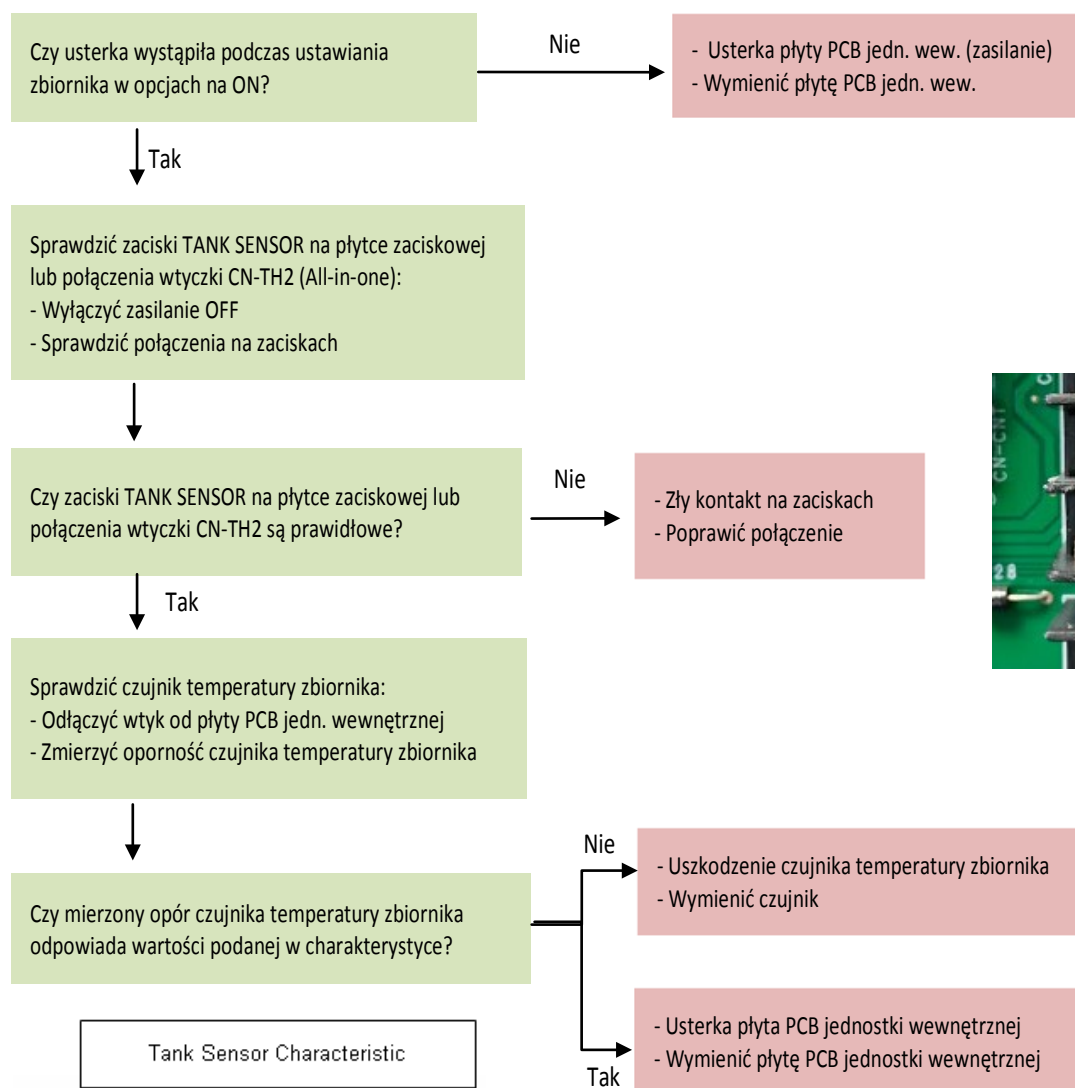 Czy usterka wystąpiła podczas ustawiania
zbiornika w opcjach na ON?
Nie
- Usterka płyty PCB jedn. wew. (zasilanie)
- Wymienić płytę PCB jedn. wew.
Tak
Sprawdzić zaciski TANK SENSOR na płytce zaciskowej
lub połączenia wtyczki CN-TH2 (All-in-one):
- Wyłączyć zasilanie OFF
- Sprawdzić połączenia na zaciskach
Czy zaciski TANK SENSOR na płytce zaciskowej lub
połączenia wtyczki CN-TH2 są prawidłowe?
Nie
- Zły kontakt na zaciskach
- Poprawić połączenie
CN-CNT
28
Tak
Sprawdzić czujnik temperatury zbiornika:
- Odłączyć wtyk od płyty PCB jedn. wewnętrznej
- Zmierzyć oporność czujnika temperatury zbiornika
Czy mierzony opór czujnika temperatury zbiornika
odpowiada wartości podanej w charakterystyce?
Nie
- Uszkodzenie czujnika temperatury zbiornika
- Wymienić czujnik
- Usterka płyta PCB jednostki wewnętrznej
- Wymienić płytę PCB jednostki wewnętrznej
Tak
Tank Sensor Characteristic